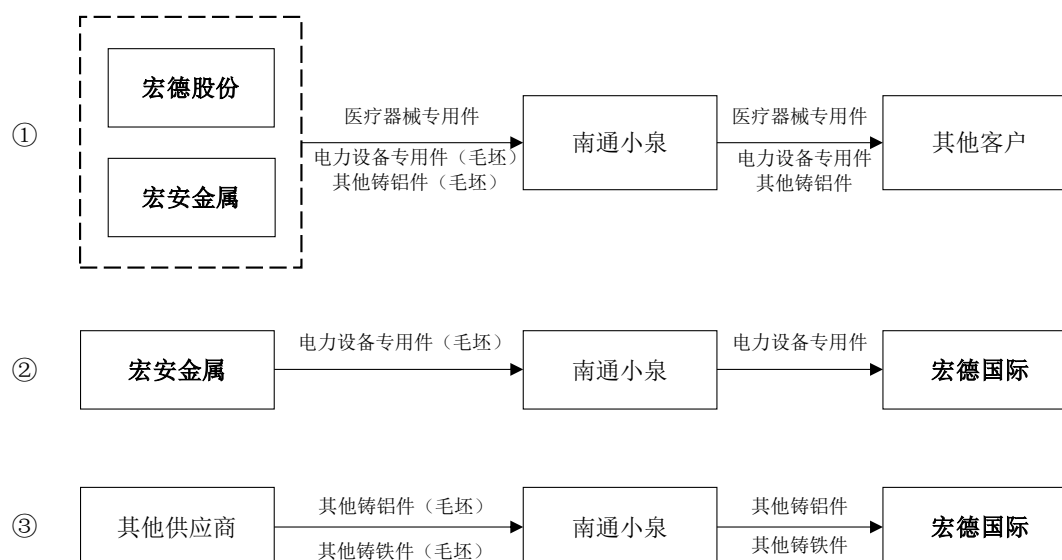 ①
宏德股份
宏安金属
医疗器械专用件
电力设备专用件（毛坯）
其他铸铝件（毛坯）
南通小泉
医疗器械专用件
电力设备专用件
其他铸铝件
其他客户
②
宏安金属
电力设备专用件（毛坯）
南通小泉
电力设备专用件
宏德国际
③
其他供应商
其他铸铝件（毛坯）
其他铸铁件（毛坯）
南通小泉
其他铸铝件
其他铸铁件
宏德国际